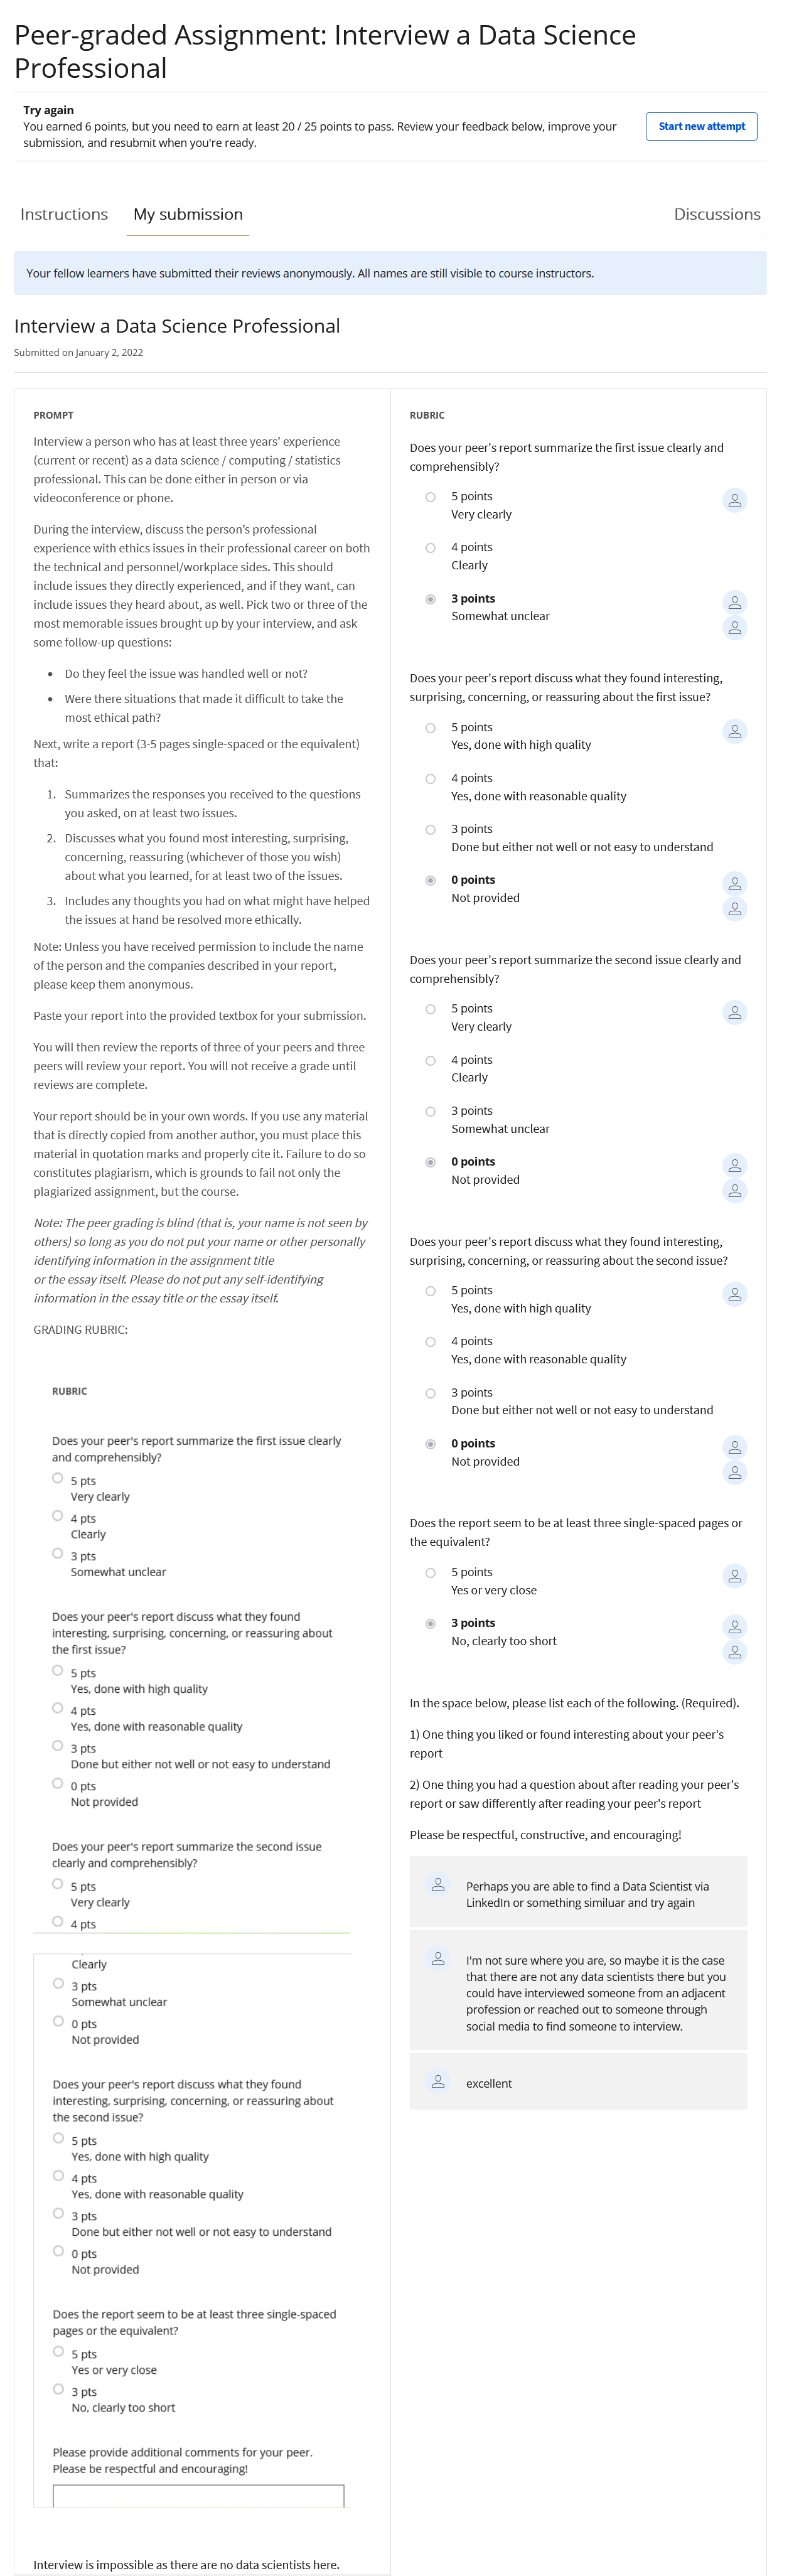 Peer-graded Assignment: Interview a Data Science
Professional
Try again
You earned 6 points, but you need to earn at least 20 / 25 points to pass. Review your feedback below, improve your
submission, and resubmit when you're ready.
Start new attempt
Instructions
My submission
Discussions
Your fellow learners have submitted their reviews anonymously. All names are still visible to course instructors.
Interview a Data Science Professional
Submitted on January 2, 2022
PROMPT
Interview a person who has at least three years' experience
(current or recent) as a data science / computing / statistics
professional. This can be done either in person or via
videoconference or phone.
During the interview, discuss the person's professional
experience with ethics issues in their professional career on both
the technical and personnel/workplace sides. This should
include issues they directly experienced, and if they want, can
include issues they heard about, as well. Pick two or three of the
most memorable issues brought up by your interview, and ask
some follow-up questions:
• Do they feel the issue was handled well or not?
• Were there situations that made it difficult to take the
most ethical path?
Next, write a report (3-5 pages single-spaced or the equivalent)
that:
1. Summarizes the responses you received to the questions
you asked, on at least two issues.
2. Discusses what you found most interesting, surprising,
concerning, reassuring (whichever of those you wish)
about what you learned, for at least two of the issues.
3. Includes any thoughts you had on what might have helped
the issues at hand be resolved more ethically.
Note: Unless you have received permission to include the name
of the person and the companies described in your report,
please keep them anonymous.
Paste your report into the provided textbox for your submission.
You will then review the reports of three of your peers and three
peers will review your report. You will not receive a grade until
reviews are complete.
Your report should be in your own words. If you use any material
that is directly copied from another author, you must place this
material in quotation marks and properly cite it. Failure to do so
constitutes plagiarism, which is grounds to fail not only the
plagiarized assignment, but the course.
Note: The peer grading is blind (that is, your name is not seen by
others) so long as you do not put your name or other personally
identifying information in the assignment title
or the essay itself. Please do not put any self-identifying
information in the essay title or the essay itself.
GRADING RUBRIC:
RUBRIC
Does your peer's report summarize the first issue clearly
and comprehensibly?
5 pts
Very clearly
4 pts
Clearly
3 pts
Somewhat unclear
Does your peer's report discuss what they found
interesting, surprising, concerning, or reassuring about
the first issue?
5 pts
Yes, done with high quality
4 pts
Yes, done with reasonable quality
3 pts
Done but either not well or not easy to understand
0 pts
Not provided
Does your peer's report summarize the second issue
clearly and comprehensibly?
5 pts
Very clearly
4 pts
Clearly
3 pts
Somewhat unclear
0 pts
Not provided
Does your peer's report discuss what they found
interesting, surprising, concerning, or reassuring about
the second issue?
5 pts
Yes, done with high quality
4 pts
Yes, done with reasonable quality
3 pts
Done but either not well or not easy to understand
0 pts
Not provided
Does the report seem to be at least three single-spaced
pages or the equivalent?
5 pts
Yes or very close
3 pts
No, clearly too short
Please provide additional comments for your peer.
Please be respectful and encouraging!
Interview is impossible as there are no data scientists here.
RUBRIC
Does your peer's report summarize the first issue clearly and
comprehensibly?
5 points
Very clearly
4 points
Clearly
3 points
Somewhat unclear
Does your peer's report discuss what they found interesting,
surprising, concerning, or reassuring about the first issue?
5 points
Yes, done with high quality
4 points
Yes, done with reasonable quality
3 points
Done but either not well or not easy to understand
0 points
Not provided
Does your peer's report summarize the second issue clearly and
comprehensibly?
5 points
Very clearly
4 points
Clearly
3 points
Somewhat unclear
0 points
Not provided
Does your peer's report discuss what they found interesting,
surprising, concerning, or reassuring about the second issue?
5 points
Yes, done with high quality
4 points
Yes, done with reasonable quality
3 points
Done but either not well or not easy to understand
0 points
Not provided
Does the report seem to be at least three single-spaced pages or
the equivalent?
5 points
Yes or very close
3 points
No, clearly too short
In the space below, please list each of the following. (Required).
1) One thing you liked or found interesting about your peer's
report
2) One thing you had a question about after reading your peer's
report or saw differently after reading your peer's report
Please be respectful, constructive, and encouraging!
Perhaps you are able to find a Data Scientist via
LinkedIn or something similuar and try again
I'm not sure where you are, so maybe it is the case
that there are not any data scientists there but you
could have interviewed someone from an adjacent
profession or reached out to someone through
social media to find someone to interview.
excellent